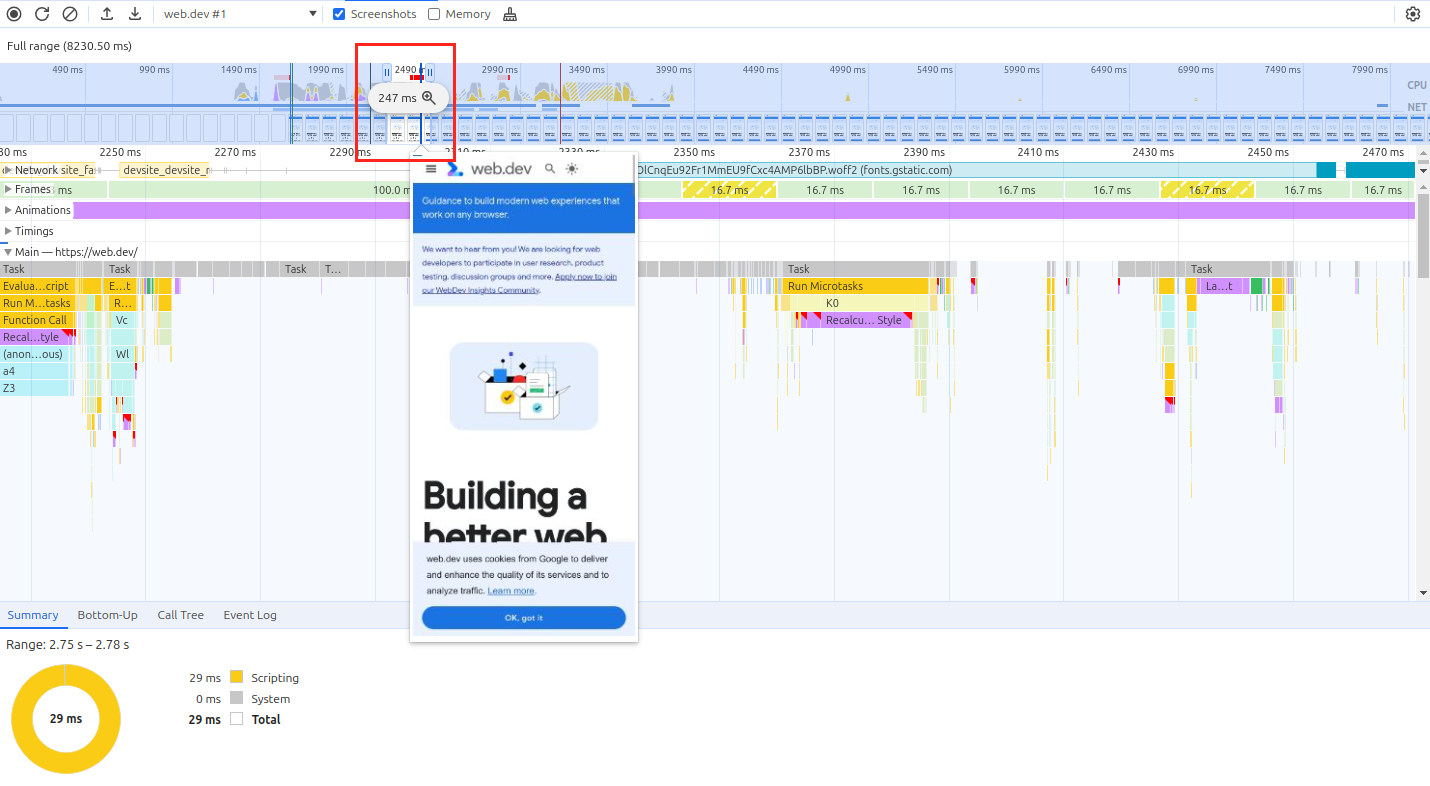 web.dev #1 Screenshots Memory
Full range (8230.50 ms)
490 ms 990 ms 1490 ms 1990 ms 2490 ms 2990 ms 3490 ms 3990 ms 4490 ms 4990 ms 5490 ms 5990 ms 6490 ms 6990 ms 7490 ms 7990 ms
CPU
247 ms
NET
30 ms 2250 ms 2270 ms 2290 ms 2310 ms 2330 ms 2350 ms 2370 ms 2390 ms 2410 ms 2430 ms 2450 ms 2470 ms
Network site_fa devsite_devsite_r DlCnqEu92Fr1MmEU9fCxc4AMP6lbBP.woff2 (fonts.gstatic.com)
Frames ms 100.0 m 16.7 ms 16.7 ms 16.7 ms 16.7 ms 16.7 ms 16.7 ms 16.7 ms 16.7 ms
Animations
Timings
Main — https://web.dev/
Task Task Task T... Task Task
Evalua...cript E...t Run Microtasks La...t
Run M...tasks R... K0
Function Call Vc Recalcu... Style
Recal...tyle
(anon...ous) Wl
a4
Z3
web.dev
Guidance to build modern web experiences that
work on any browser.
We want to hear from you! We are looking for web
developers to participate in user research, product
testing, discussion groups and more. Apply now to join
our WebDev Insights Community.
Building a
better web
web.dev uses cookies from Google to deliver
and enhance the quality of its services and to
analyze traffic. Learn more.
OK, got it
Summary Bottom-Up Call Tree Event Log
Range: 2.75 s – 2.78 s
29 ms Scripting
0 ms System
29 ms Total
29 ms